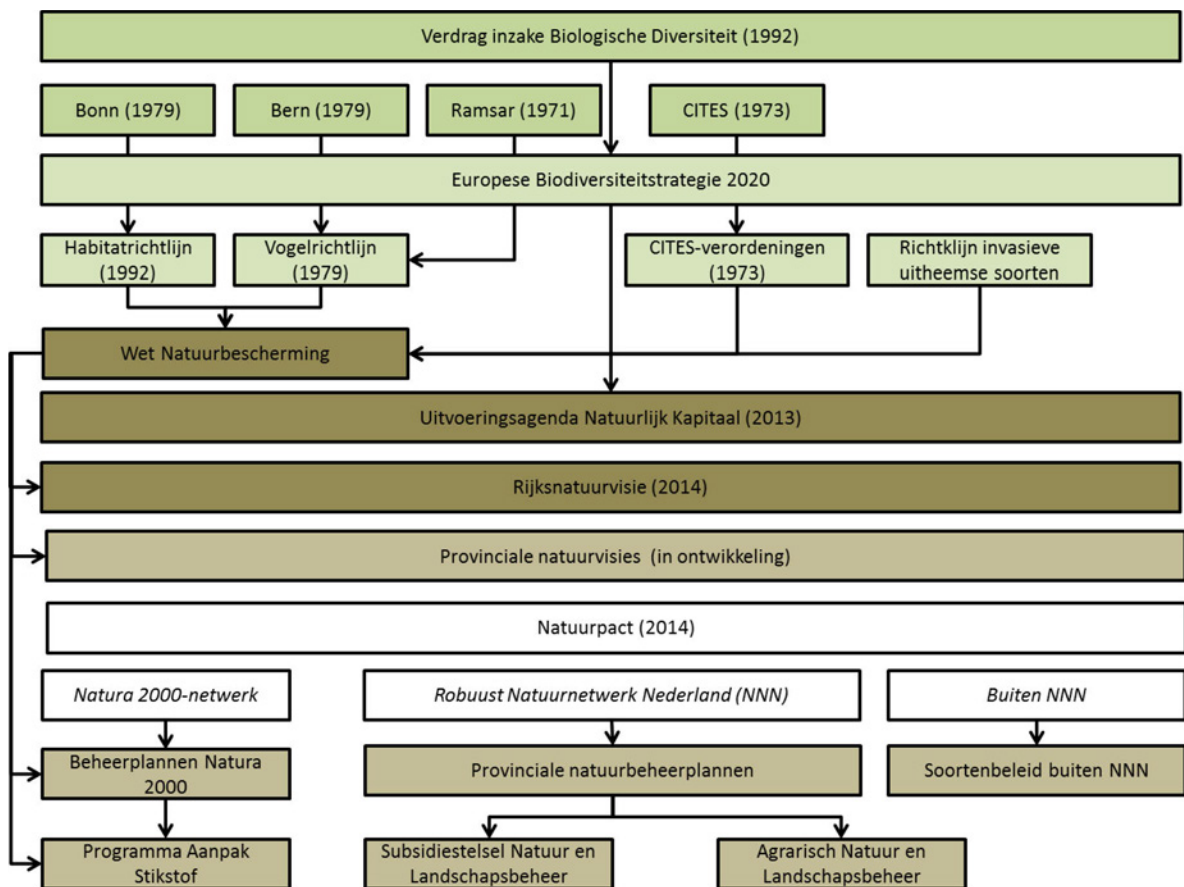 Verdrag inzake Biologische Diversiteit (1992)
Bonn (1979)
Bern (1979)
Ramsar (1971)
CITES (1973)
Europese Biodiversiteitstrategie 2020
Habitatrichtlijn
(1992)
Vogelrichtlijn
(1979)
CITES-verordeningen
(1973)
Richtklijn invasieve
uitheemse soorten
Wet Natuurbescherming
Uitvoeringsagenda Natuurlijk Kapitaal (2013)
Rijksnatuurvisie (2014)
Provinciale natuurvisies (in ontwikkeling)
Natuurpact (2014)
Natura 2000-netwerk
Robuust Natuurnetwerk Nederland (NNN)
Buiten NNN
Beheerplannen Natura
2000
Provinciale natuurbeheerplannen
Soortenbeleid buiten NNN
Programma Aanpak
Stikstof
Subsidiestelsel Natuur en
Landschapsbeheer
Agrarisch Natuur en
Landschapsbeheer